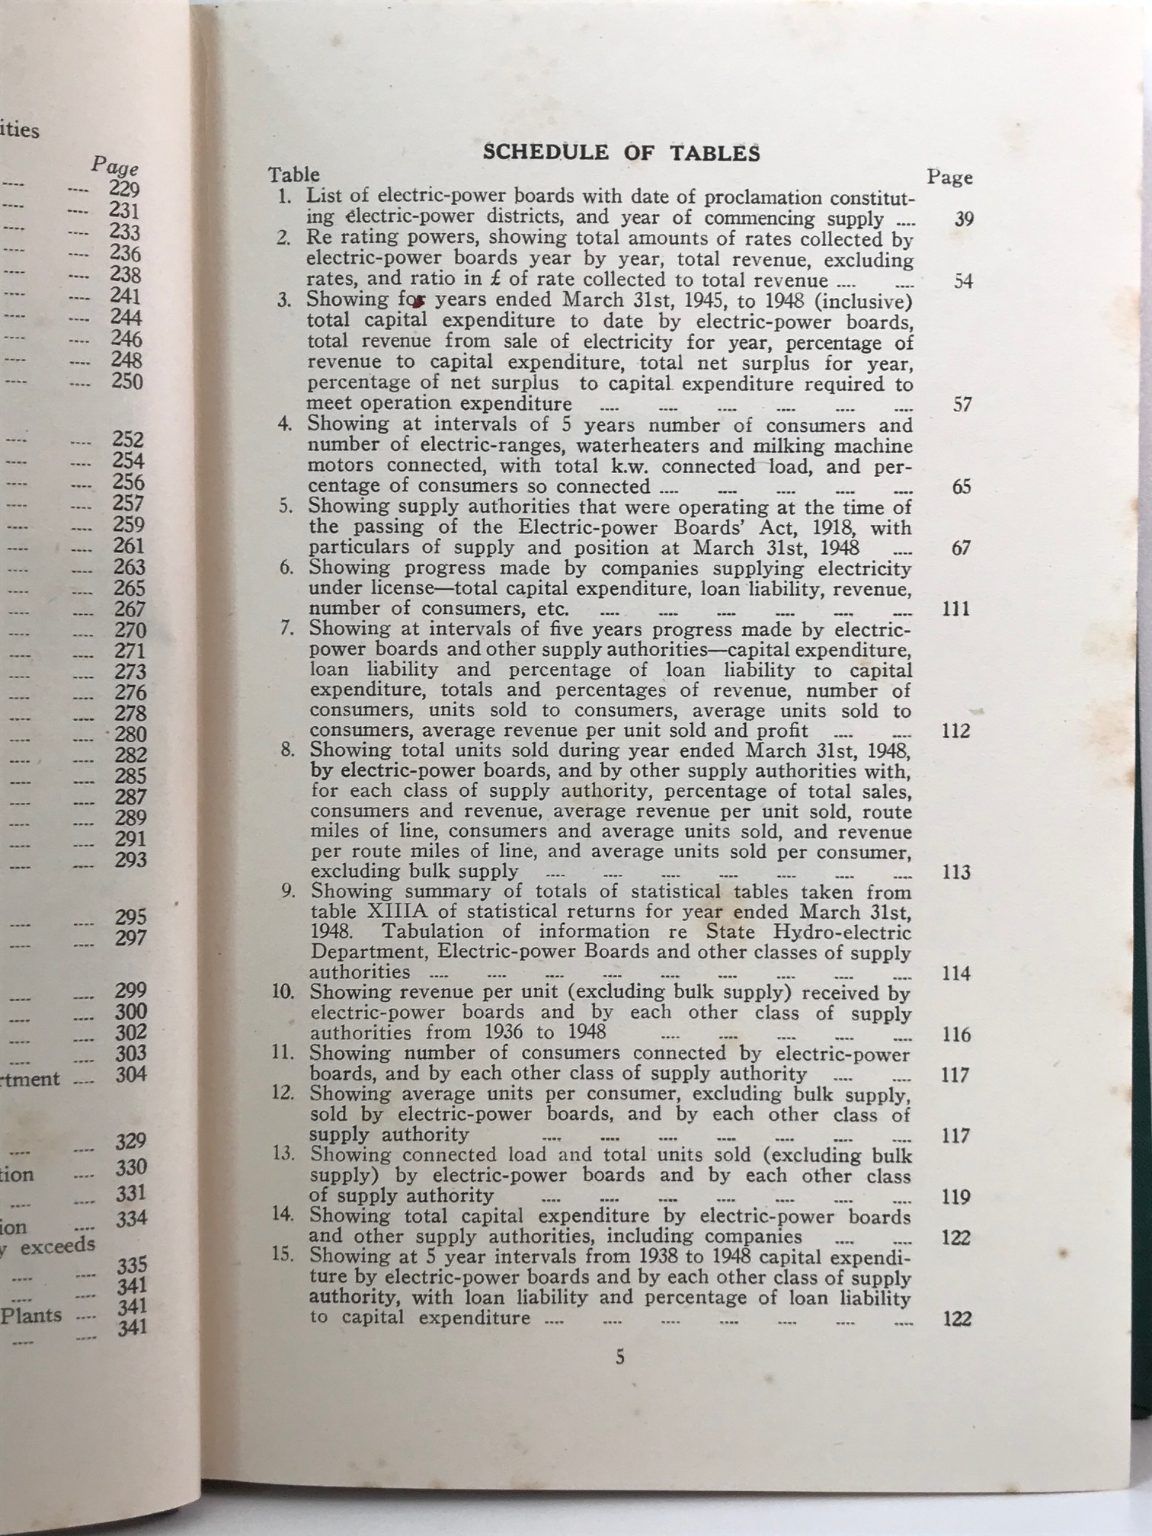 ities
Page
---- ---- 229
---- ---- 231
---- ---- 233
---- ---- 236
---- ---- 238
---- ---- 241
---- ---- 244
---- ---- 246
---- ---- 248
---- ---- 250
---- ---- 252
---- ---- 254
---- ---- 256
---- ---- 257
---- ---- 259
---- ---- 261
---- ---- 263
---- ---- 265
---- ---- 267
---- ---- 270
---- ---- 271
---- ---- 273
---- ---- 276
---- ---- 278
---- ---- 280
---- ---- 282
---- ---- 285
---- ---- 287
---- ---- 289
---- ---- 291
---- ---- 293
---- ---- 295
---- ---- 297
---- ---- 299
---- ---- 300
---- ---- 302
---- ---- 303
rtment ---- 304
---- ---- 329
tion ---- 330
---- ---- 331
ion ---- 334
y exceeds
---- ---- 335
---- ---- 341
Plants ---- 341
---- ---- 341
SCHEDULE OF TABLES
Table Page
1. List of electric-power boards with date of proclamation constitut-
ing electric-power districts, and year of commencing supply .... 39
2. Re rating powers, showing total amounts of rates collected by
electric-power boards year by year, total revenue, excluding
rates, and ratio in £ of rate collected to total revenue .... .... 54
3. Showing for years ended March 31st, 1945, to 1948 (inclusive)
total capital expenditure to date by electric-power boards,
total revenue from sale of electricity for year, percentage of
revenue to capital expenditure, total net surplus for year,
percentage of net surplus to capital expenditure required to
meet operation expenditure .... .... .... .... .... .... 57
4. Showing at intervals of 5 years number of consumers and
number of electric-ranges, waterheaters and milking machine
motors connected, with total k.w. connected load, and per-
centage of consumers so connected .... .... .... .... .... 65
5. Showing supply authorities that were operating at the time of
the passing of the Electric-power Boards' Act, 1918, with
particulars of supply and position at March 31st, 1948 .... 67
6. Showing progress made by companies supplying electricity
under license—total capital expenditure, loan liability, revenue,
number of consumers, etc. .... .... .... .... .... .... 111
7. Showing at intervals of five years progress made by electric-
power boards and other supply authorities—capital expenditure,
loan liability and percentage of loan liability to capital
expenditure, totals and percentages of revenue, number of
consumers, units sold to consumers, average units sold to
consumers, average revenue per unit sold and profit .... .... 112
8. Showing total units sold during year ended March 31st, 1948,
by electric-power boards, and by other supply authorities with,
for each class of supply authority, percentage of total sales,
consumers and revenue, average revenue per unit sold, route
miles of line, consumers and average units sold, and revenue
per route miles of line, and average units sold per consumer,
excluding bulk supply .... .... .... .... .... .... .... 113
9. Showing summary of totals of statistical tables taken from
table XIIIA of statistical returns for year ended March 31st,
1948. Tabulation of information re State Hydro-electric
Department, Electric-power Boards and other classes of supply
authorities .... .... .... .... .... .... .... .... .... 114
10. Showing revenue per unit (excluding bulk supply) received by
electric-power boards and by each other class of supply
authorities from 1936 to 1948 .... .... .... .... .... 116
11. Showing number of consumers connected by electric-power
boards, and by each other class of supply authority .... .... 117
12. Showing average units per consumer, excluding bulk supply,
sold by electric-power boards, and by each other class of
supply authority .... .... .... .... .... .... .... 117
13. Showing connected load and total units sold (excluding bulk
supply) by electric-power boards and by each other class
of supply authority .... .... .... .... .... .... .... 119
14. Showing total capital expenditure by electric-power boards
and other supply authorities, including companies .... .... 122
15. Showing at 5 year intervals from 1938 to 1948 capital expendi-
ture by electric-power boards and by each other class of supply
authority, with loan liability and percentage of loan liability
to capital expenditure .... .... .... .... .... .... .... 122
5